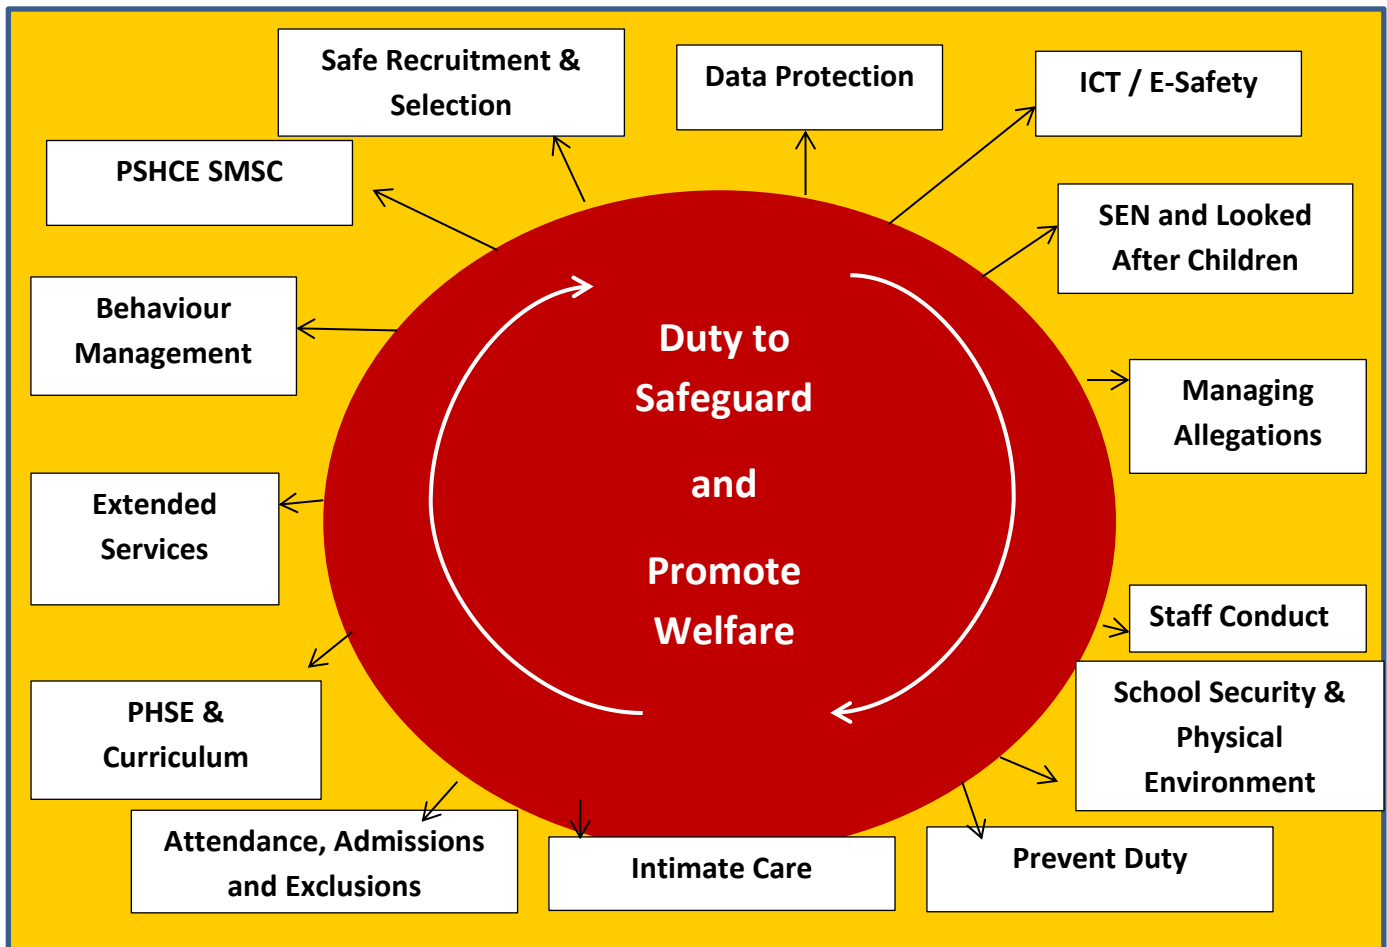 Safe Recruitment &
Selection
Data Protection
ICT / E-Safety
PSHCE SMSC
SEN and Looked
After Children
Behaviour
Management
Duty to
Safeguard
and
Promote
Welfare
Managing
Allegations
Extended
Services
Staff Conduct
PHSE &
Curriculum
School Security &
Physical
Environment
Attendance, Admissions
and Exclusions
Intimate Care
Prevent Duty